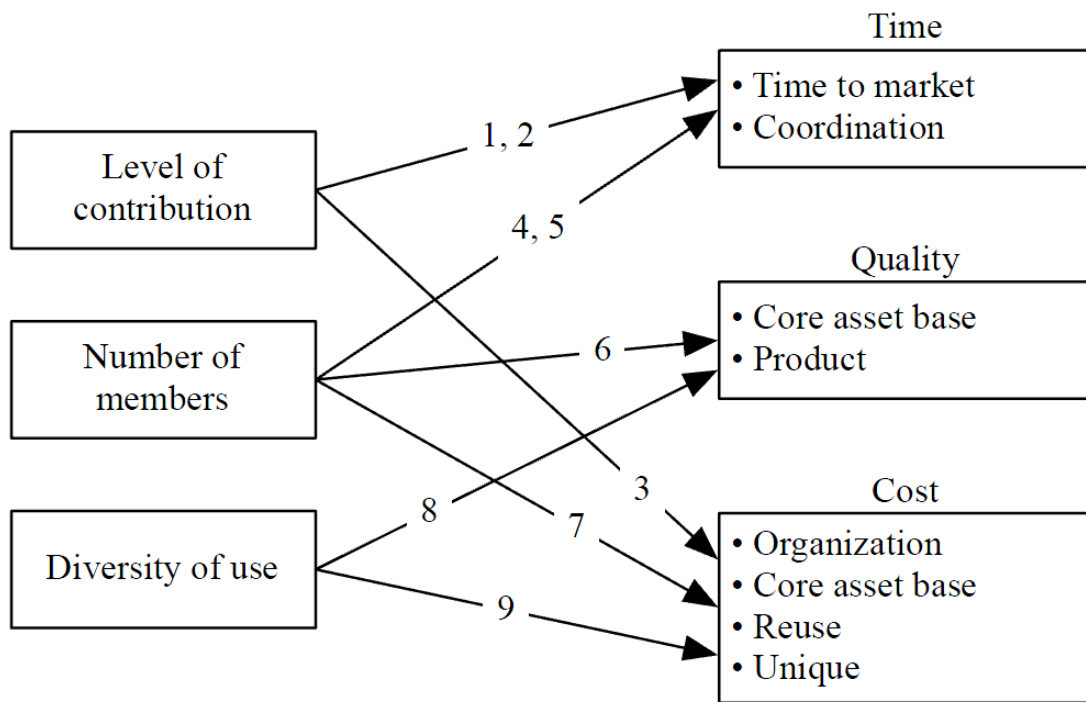 Time
• Time to market
• Coordination
1, 2
Level of
contribution
4, 5
Quality
• Core asset base
• Product
Number of
members
6
3
Cost
8
7
• Organization
• Core asset base
• Reuse
• Unique
Diversity of use
9